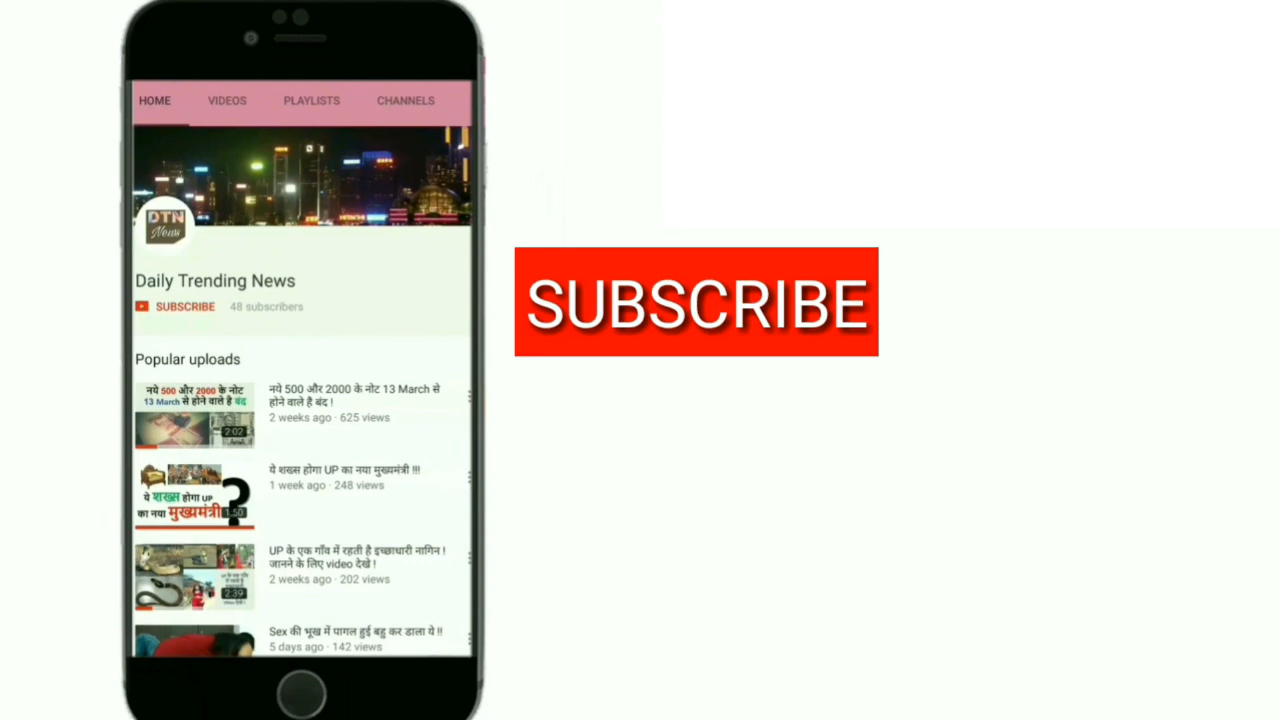 HOME VIDEOS PLAYLISTS CHANNELS
HITACHI
DTN
News
Daily Trending News
SUBSCRIBE 48 subscribers
SUBSCRIBE
Popular uploads
नये 500 और 2000 के नोट
13 March से होने वाले है बंद
2:02
नये 500 और 2000 के नोट 13 March से
होने वाले है बंद !
2 weeks ago · 625 views
ये शख्स होगा UP
का नया मुख्यमंत्री
?
1:50
ये शख्स होगा UP का नया मुख्यमंत्री !!!
1 week ago · 248 views
2:39
UP के एक गाँव में रहती है इच्छाधारी नागिन !
जानने के लिए video देखे !
2 weeks ago · 202 views
Sex की भूख में पागल हुई बहु कर डाला ये !!
5 days ago · 142 views